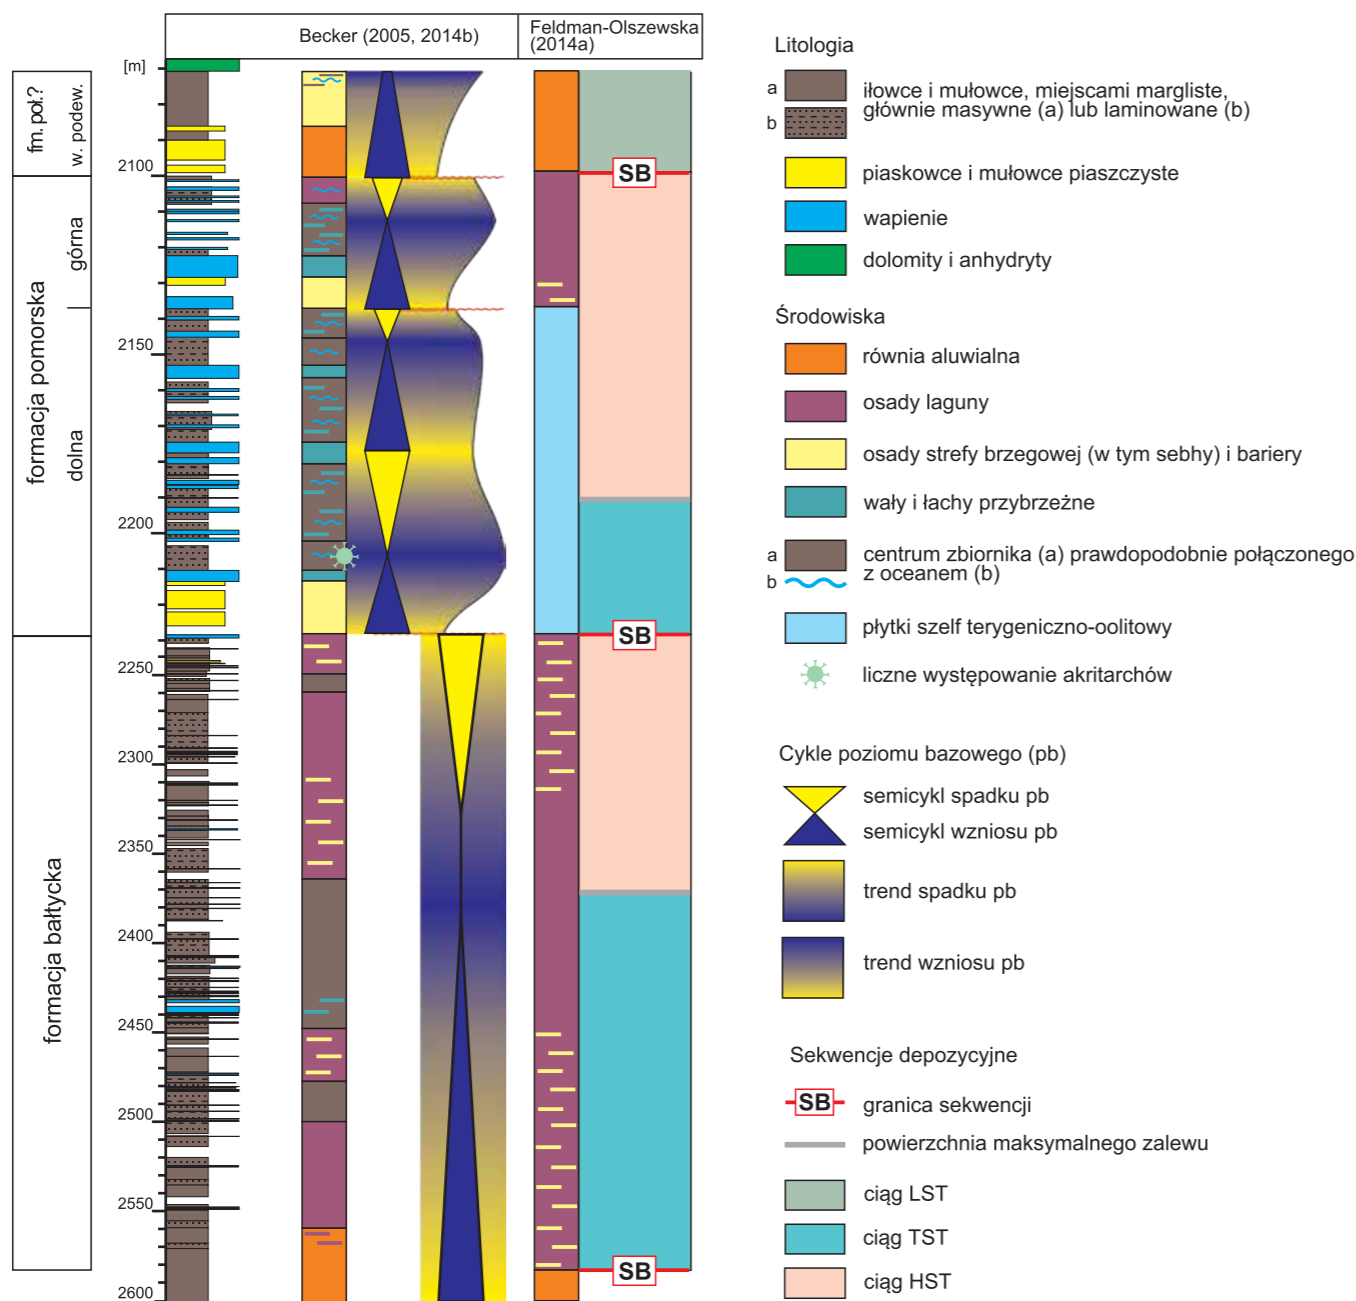 Becker (2005, 2014b)
Feldman-Olszewska
(2014a)
[m]
fm. poł.?
w. podew.
formacja pomorska
górna
dolna
formacja bałtycka
2100
2150
2200
2250
2300
2350
2400
2450
2500
2550
2600
SB
SB
SB
Litologia
a
b
iłowce i mułowce, miejscami margliste,
głównie masywne (a) lub laminowane (b)
piaskowce i mułowce piaszczyste
wapienie
dolomity i anhydryty
Środowiska
równia aluwialna
osady laguny
osady strefy brzegowej (w tym sebhy) i bariery
wały i łachy przybrzeżne
a
b
centrum zbiornika (a) prawdopodobnie połączonego
z oceanem (b)
płytki szelf terygeniczno-oolitowy
liczne występowanie akritarchów
Cykle poziomu bazowego (pb)
semicykl spadku pb
semicykl wzniosu pb
trend spadku pb
trend wzniosu pb
Sekwencje depozycyjne
SB
granica sekwencji
powierzchnia maksymalnego zalewu
ciąg LST
ciąg TST
ciąg HST